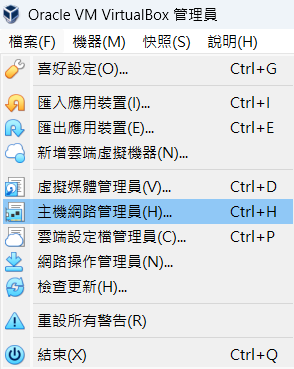 Oracle VM VirtualBox 管理員
檔案(F) 機器(M) 快照(S) 說明(H)
喜好設定(O)... Ctrl+G
匯入應用裝置(I)... Ctrl+I
匯出應用裝置(E)... Ctrl+E
新增雲端虛擬機器(N)...
虛擬媒體管理員(V)... Ctrl+D
主機網路管理員(H)... Ctrl+H
雲端設定檔管理員(C)... Ctrl+P
網路操作管理員(N)...
檢查更新(H)...
重設所有警告(R)
結束(X) Ctrl+Q